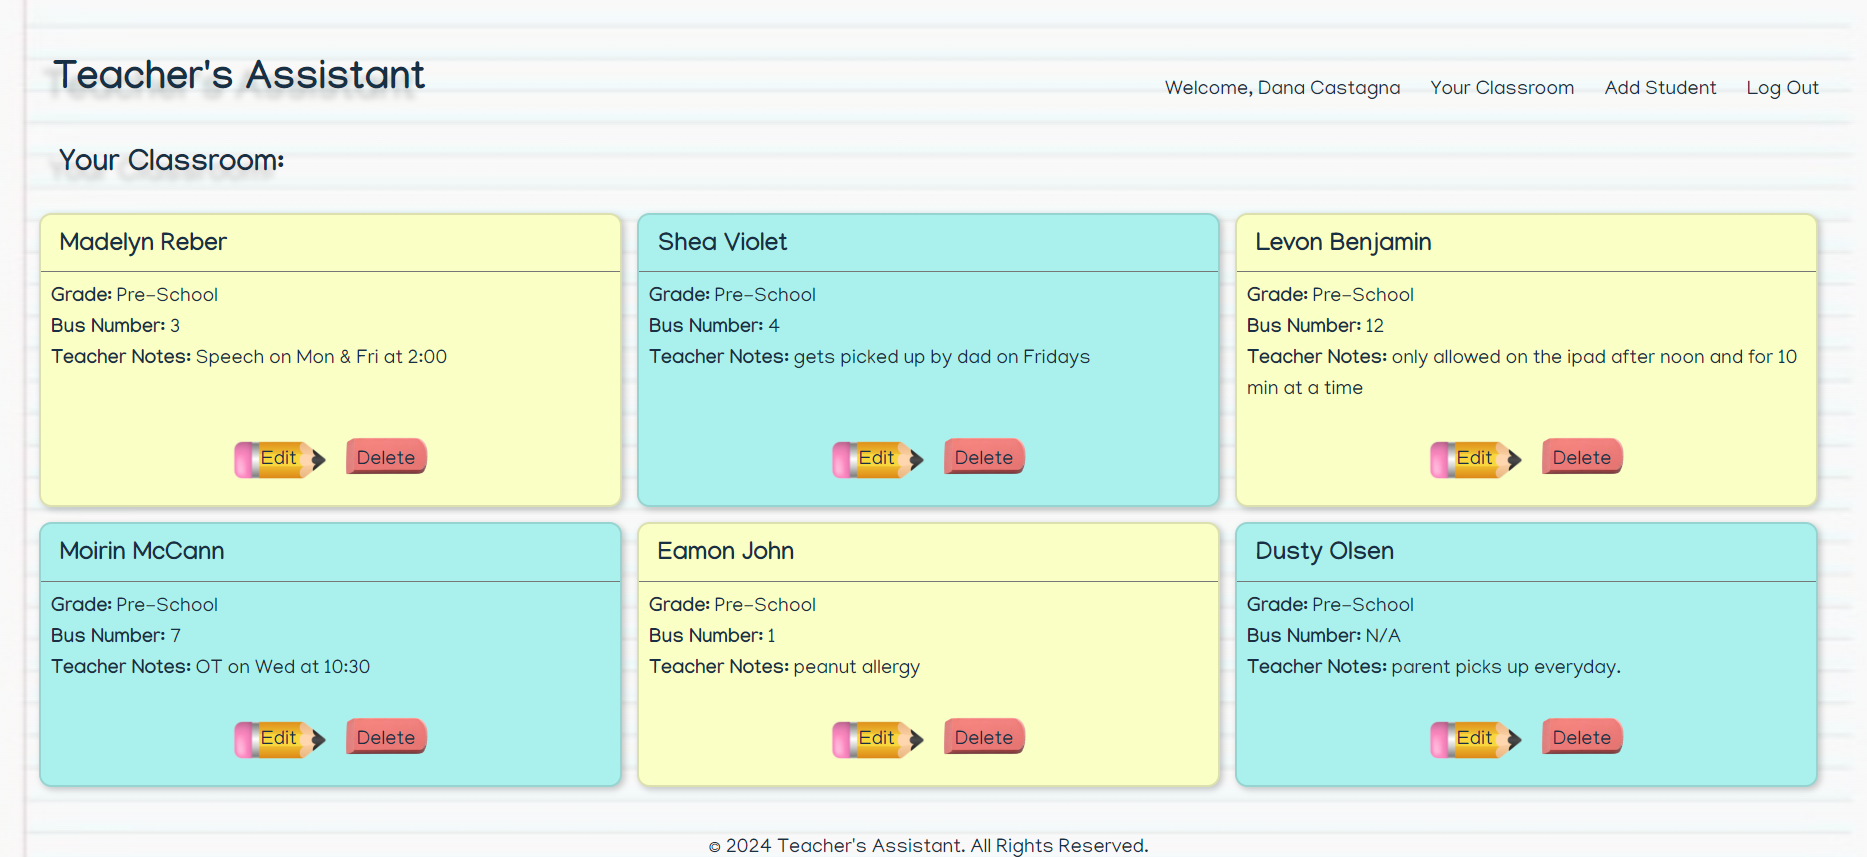 Teacher's Assistant
Welcome, Dana Castagna
Your Classroom
Add Student
Log Out
Your Classroom:
Madelyn Reber
Grade: Pre-School
Bus Number: 3
Teacher Notes: Speech on Mon & Fri at 2:00
Edit
Delete
Shea Violet
Grade: Pre-School
Bus Number: 4
Teacher Notes: gets picked up by dad on Fridays
Edit
Delete
Levon Benjamin
Grade: Pre-School
Bus Number: 12
Teacher Notes: only allowed on the ipad after noon and for 10
min at a time
Edit
Delete
Moirin McCann
Grade: Pre-School
Bus Number: 7
Teacher Notes: OT on Wed at 10:30
Edit
Delete
Eamon John
Grade: Pre-School
Bus Number: 1
Teacher Notes: peanut allergy
Edit
Delete
Dusty Olsen
Grade: Pre-School
Bus Number: N/A
Teacher Notes: parent picks up everyday.
Edit
Delete
© 2024 Teacher's Assistant. All Rights Reserved.